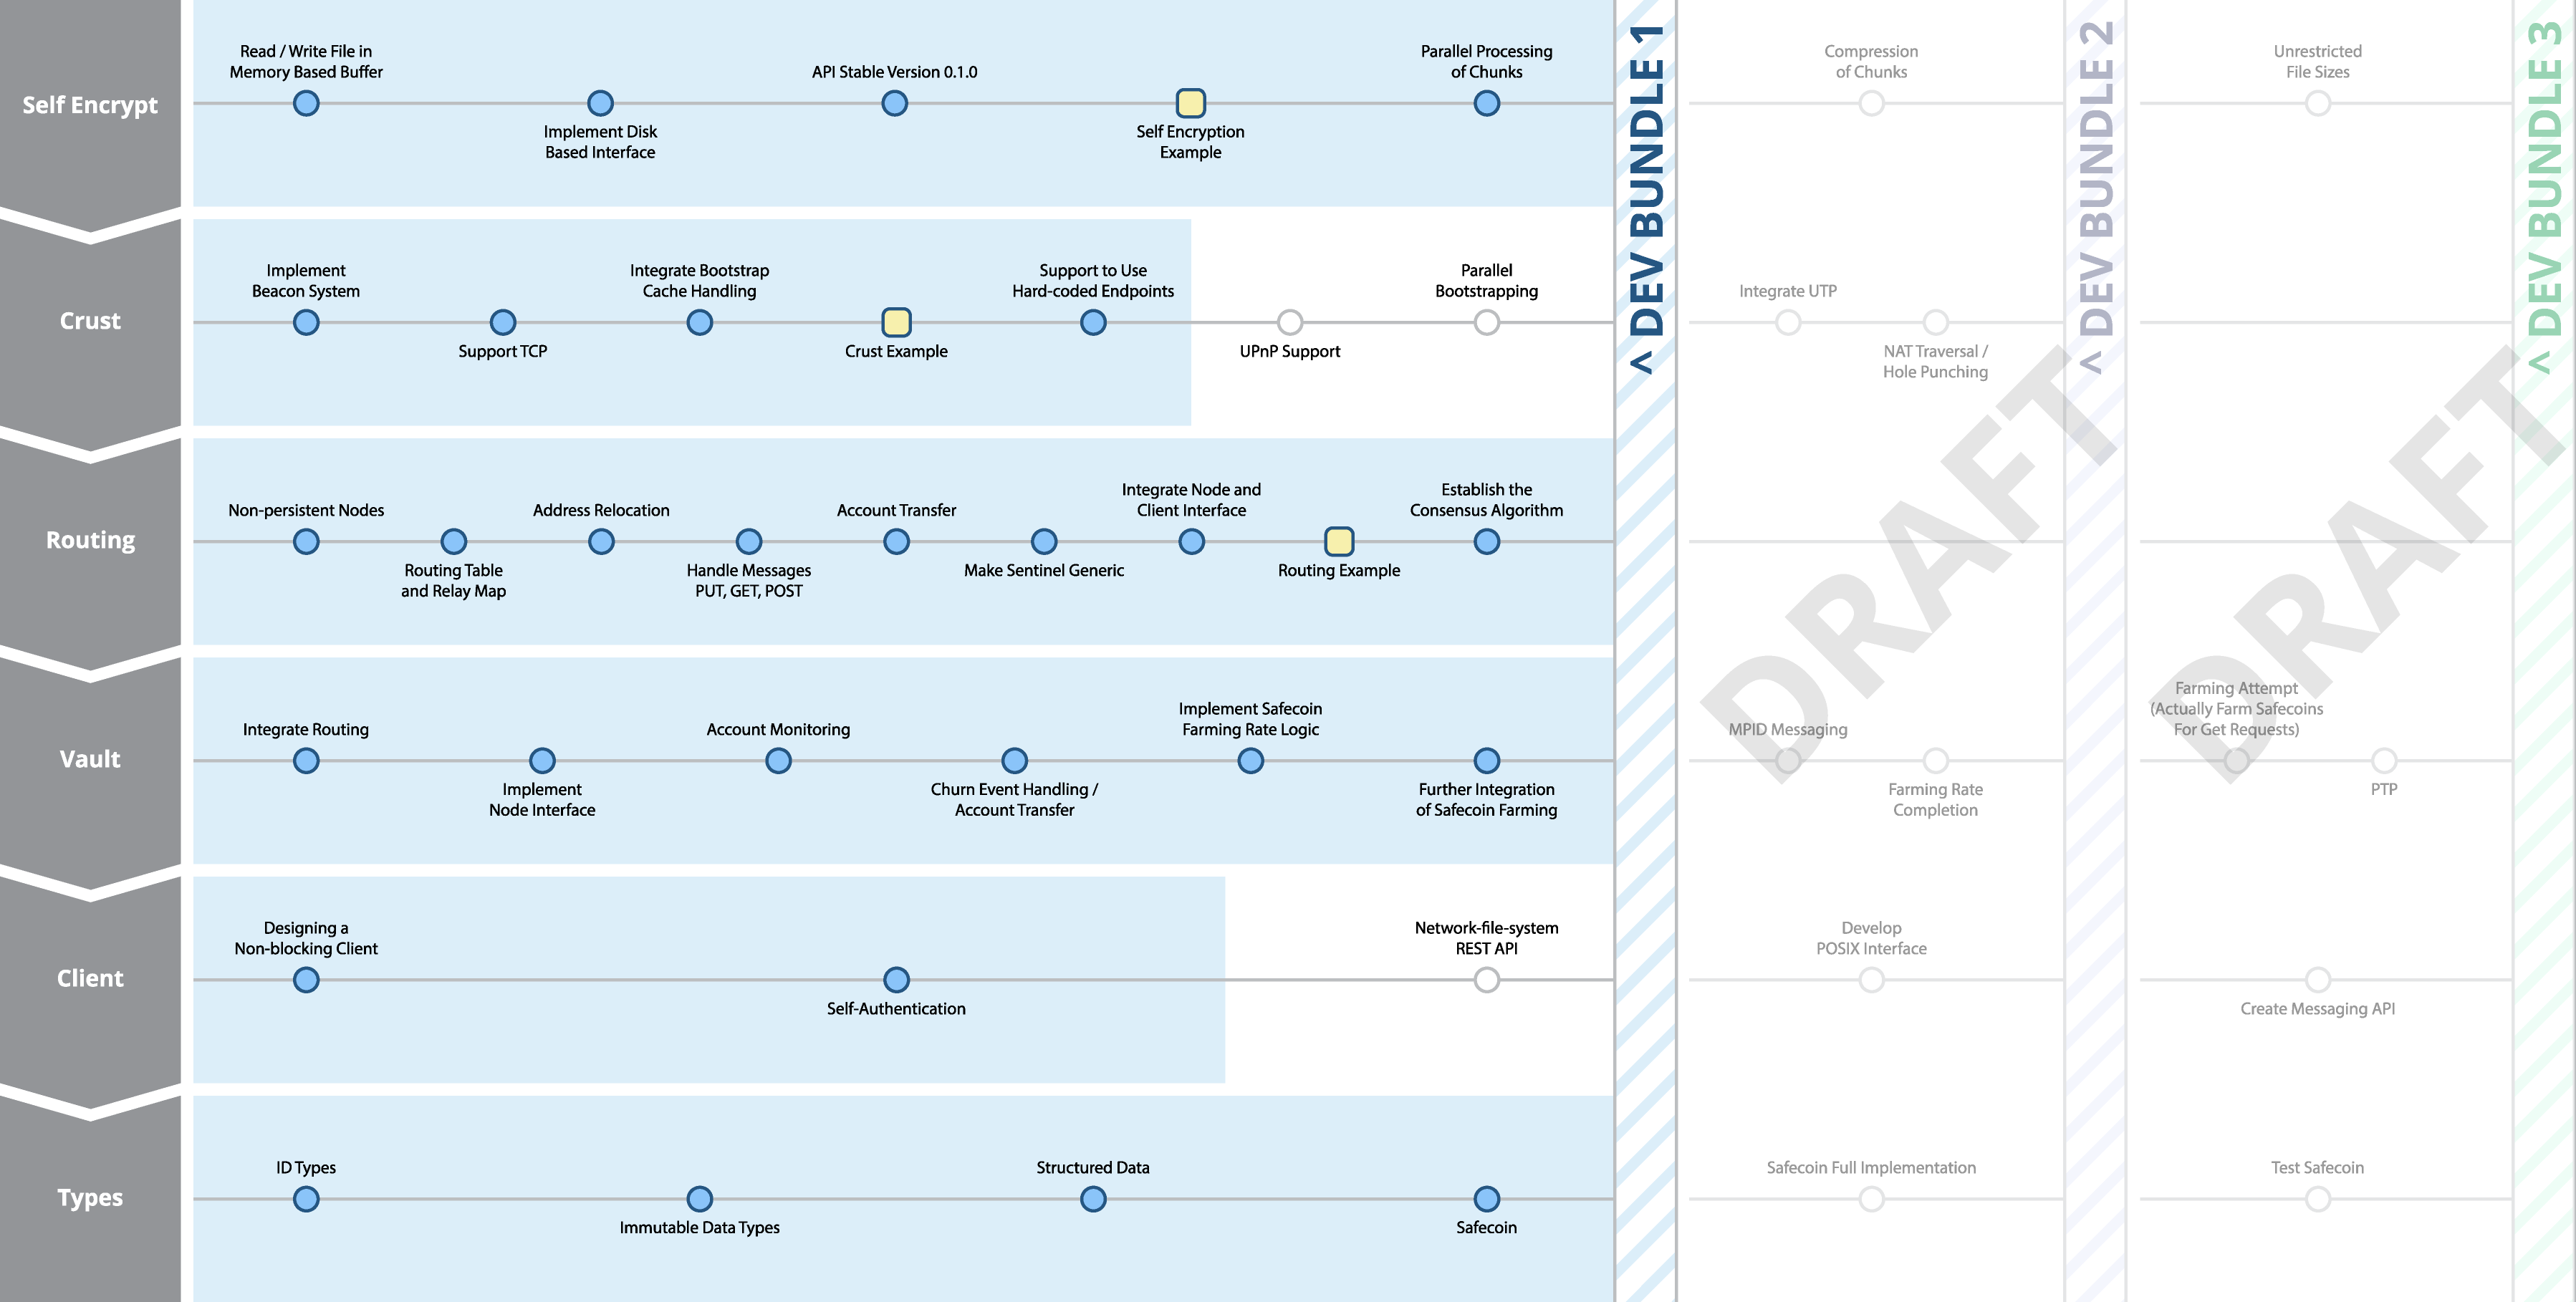 Self Encrypt
Read / Write File in
Memory Based Buffer
Implement Disk
Based Interface
API Stable Version 0.1.0
Self Encryption
Example
Parallel Processing
of Chunks
Compression
of Chunks
Unrestricted
File Sizes
< DEV BUNDLE 1
< DEV BUNDLE 2
< DEV BUNDLE 3
Crust
Implement
Beacon System
Support TCP
Integrate Bootstrap
Cache Handling
Crust Example
Support to Use
Hard-coded Endpoints
UPnP Support
Parallel
Bootstrapping
Integrate UTP
NAT Traversal /
Hole Punching
Routing
Non-persistent Nodes
Routing Table
and Relay Map
Address Relocation
Handle Messages
PUT, GET, POST
Account Transfer
Make Sentinel Generic
Integrate Node and
Client Interface
Routing Example
Establish the
Consensus Algorithm
DRAFT
DRAFT
Vault
Integrate Routing
Implement
Node Interface
Account Monitoring
Churn Event Handling /
Account Transfer
Implement Safecoin
Farming Rate Logic
Further Integration
of Safecoin Farming
MPID Messaging
Farming Rate
Completion
Farming Attempt
(Actually Farm Safecoins
For Get Requests)
PTP
Client
Designing a
Non-blocking Client
Self-Authentication
Network-file-system
REST API
Develop
POSIX Interface
Create Messaging API
Types
ID Types
Immutable Data Types
Structured Data
Safecoin
Safecoin Full Implementation
Test Safecoin